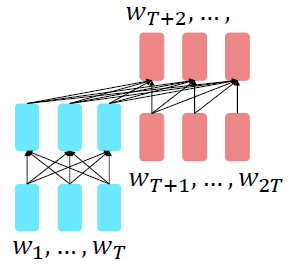 w_{T+2}, ... ,
w_{T+1}, ... , w_{2T}
w_1, ... , w_T